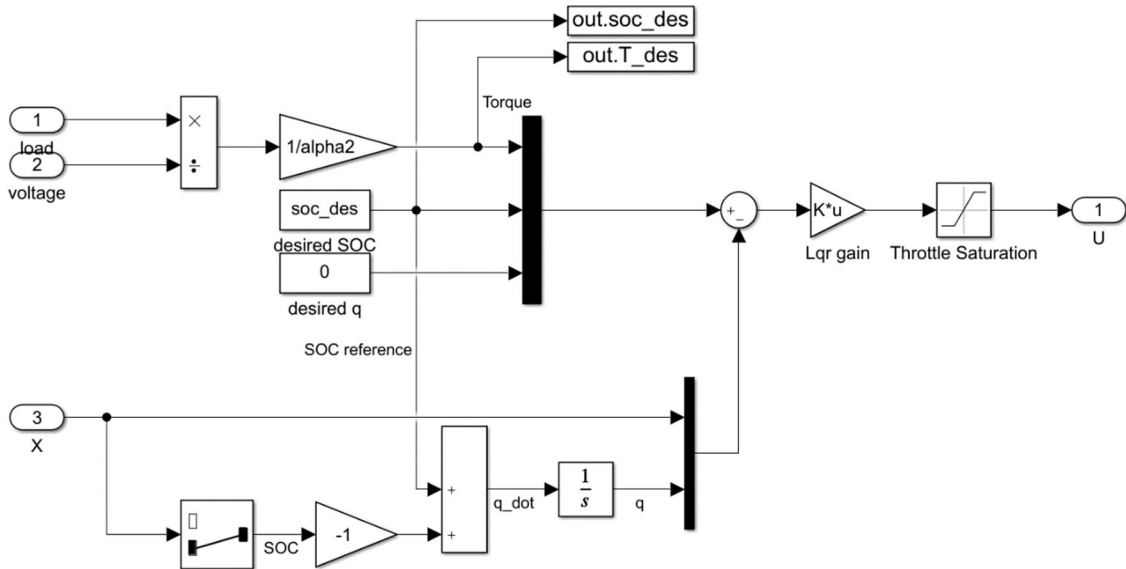 out.soc_des
out.T_des
Torque
1
load
×
÷
2
voltage
1/alpha2
soc_des
desired SOC
0
desired q
+
−
K*u
Lqr gain
Throttle Saturation
1
U
SOC reference
3
X
SOC
-1
+
+
q_dot
1
s
q